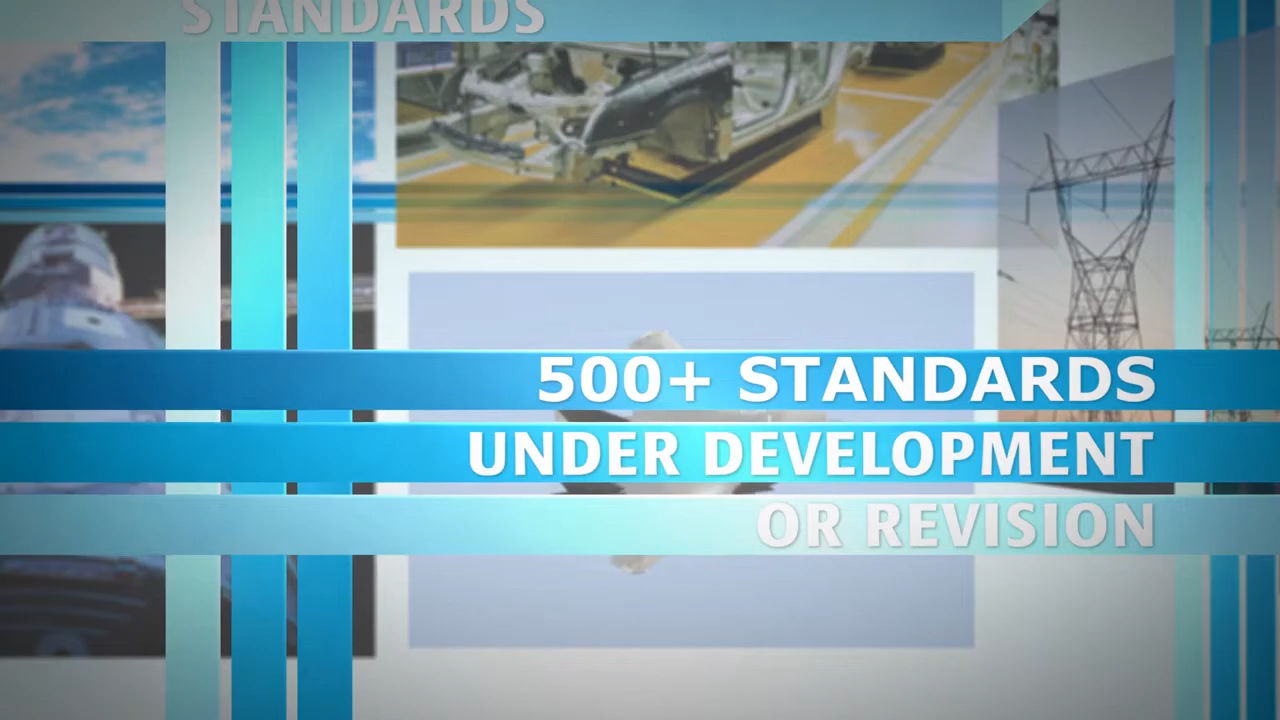 STANDARDS
500+ STANDARDS
UNDER DEVELOPMENT
OR REVISION